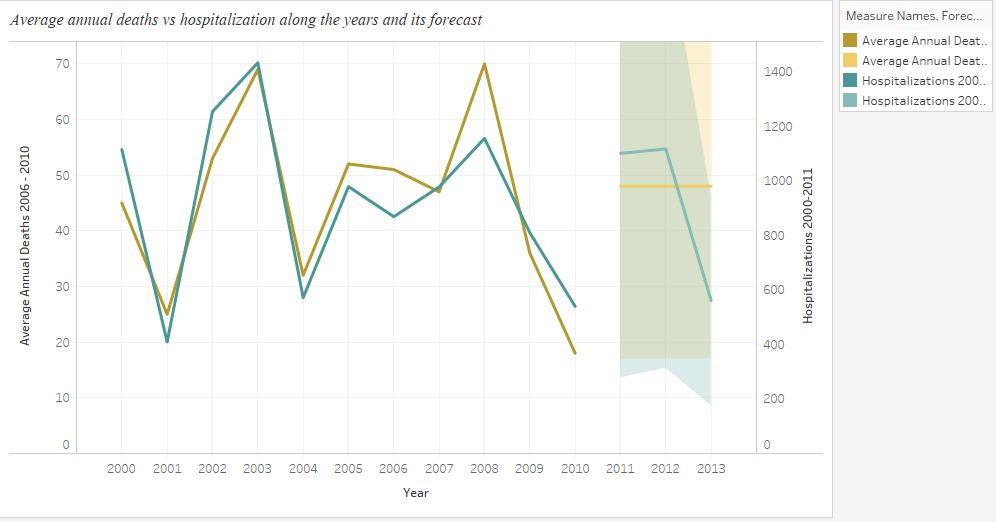 Average annual deaths vs hospitalization along the years and its forecast
Measure Names, Forec...
Average Annual Deat..
Average Annual Deat..
Hospitalizations 200..
Hospitalizations 200..
Average Annual Deaths 2006 - 2010
70
60
50
40
30
20
10
0
1400
1200
1000
800
600
400
200
0
Hospitalizations 2000-2011
2000 2001 2002 2003 2004 2005 2006 2007 2008 2009 2010 2011 2012 2013
Year